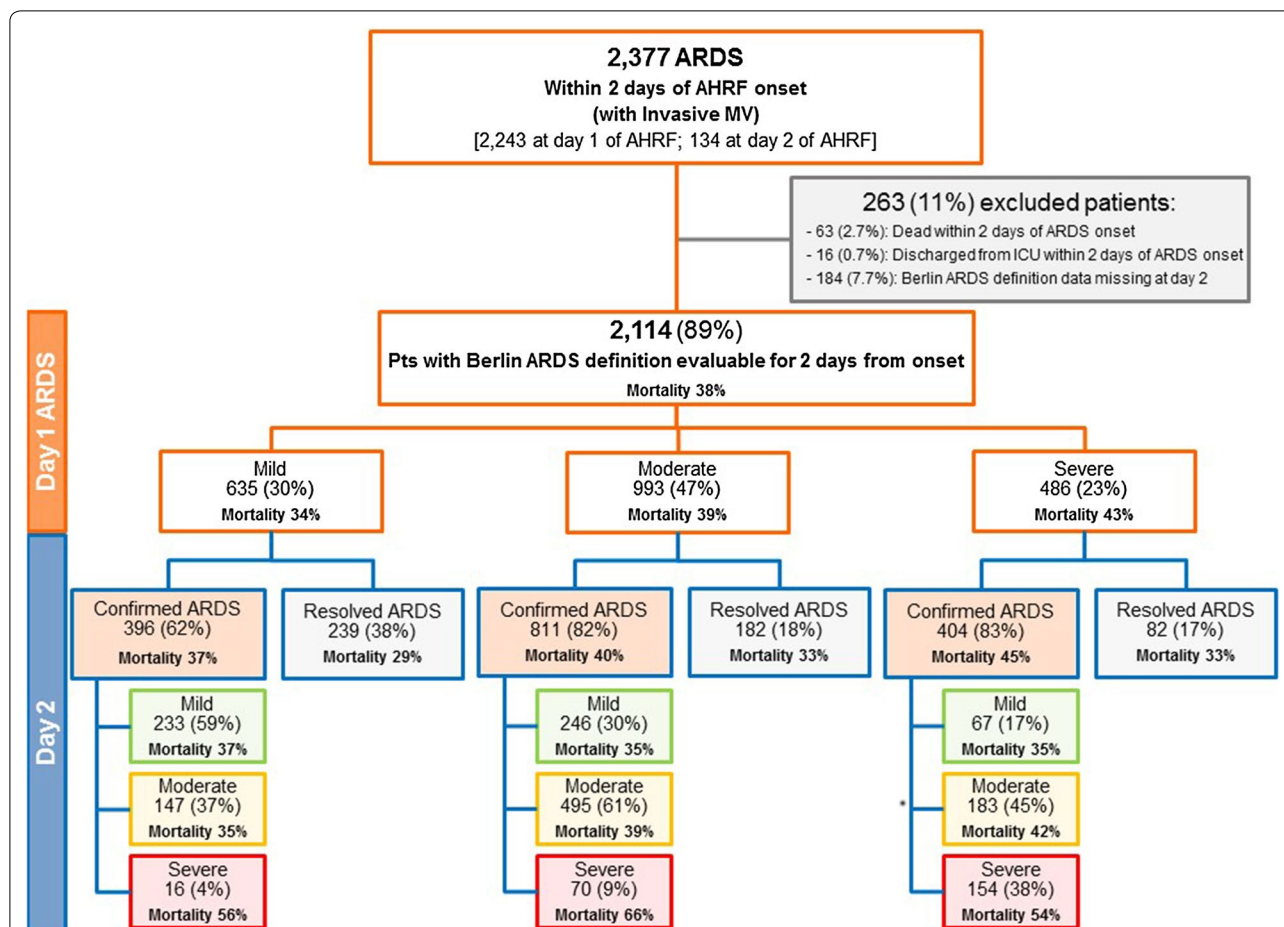 2,377 ARDS
Within 2 days of AHRF onset
(with Invasive MV)
[2,243 at day 1 of AHRF; 134 at day 2 of AHRF]
263 (11%) excluded patients:
- 63 (2.7%): Dead within 2 days of ARDS onset
- 16 (0.7%): Discharged from ICU within 2 days of ARDS onset
- 184 (7.7%): Berlin ARDS definition data missing at day 2
Day 1 ARDS
2,114 (89%)
Pts with Berlin ARDS definition evaluable for 2 days from onset
Mortality 38%
Mild
635 (30%)
Mortality 34%
Moderate
993 (47%)
Mortality 39%
Severe
486 (23%)
Mortality 43%
Day 2
Confirmed ARDS
396 (62%)
Mortality 37%
Resolved ARDS
239 (38%)
Mortality 29%
Confirmed ARDS
811 (82%)
Mortality 40%
Resolved ARDS
182 (18%)
Mortality 33%
Confirmed ARDS
404 (83%)
Mortality 45%
Resolved ARDS
82 (17%)
Mortality 33%
Mild
233 (59%)
Mortality 37%
Mild
246 (30%)
Mortality 35%
Mild
67 (17%)
Mortality 35%
Moderate
147 (37%)
Mortality 35%
Moderate
495 (61%)
Mortality 39%
*
Moderate
183 (45%)
Mortality 42%
Severe
16 (4%)
Mortality 56%
Severe
70 (9%)
Mortality 66%
Severe
154 (38%)
Mortality 54%